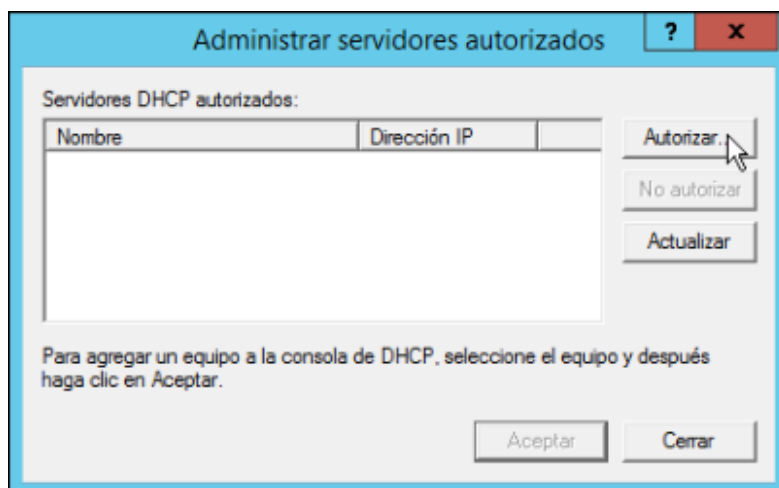 Administrar servidores autorizados
?
x
Servidores DHCP autorizados:
Nombre
Dirección IP
Autorizar...
No autorizar
Actualizar
Para agregar un equipo a la consola de DHCP, seleccione el equipo y después
haga clic en Aceptar.
Aceptar
Cerrar